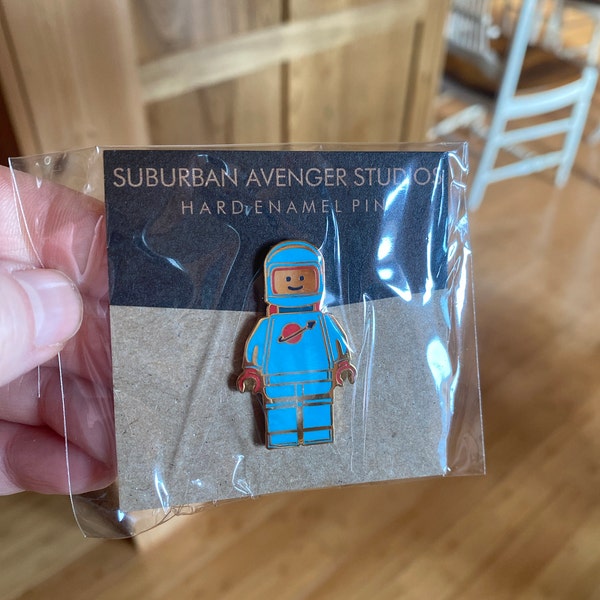 SUBURBAN AVENGER STUDIOS
HARD ENAMEL PIN